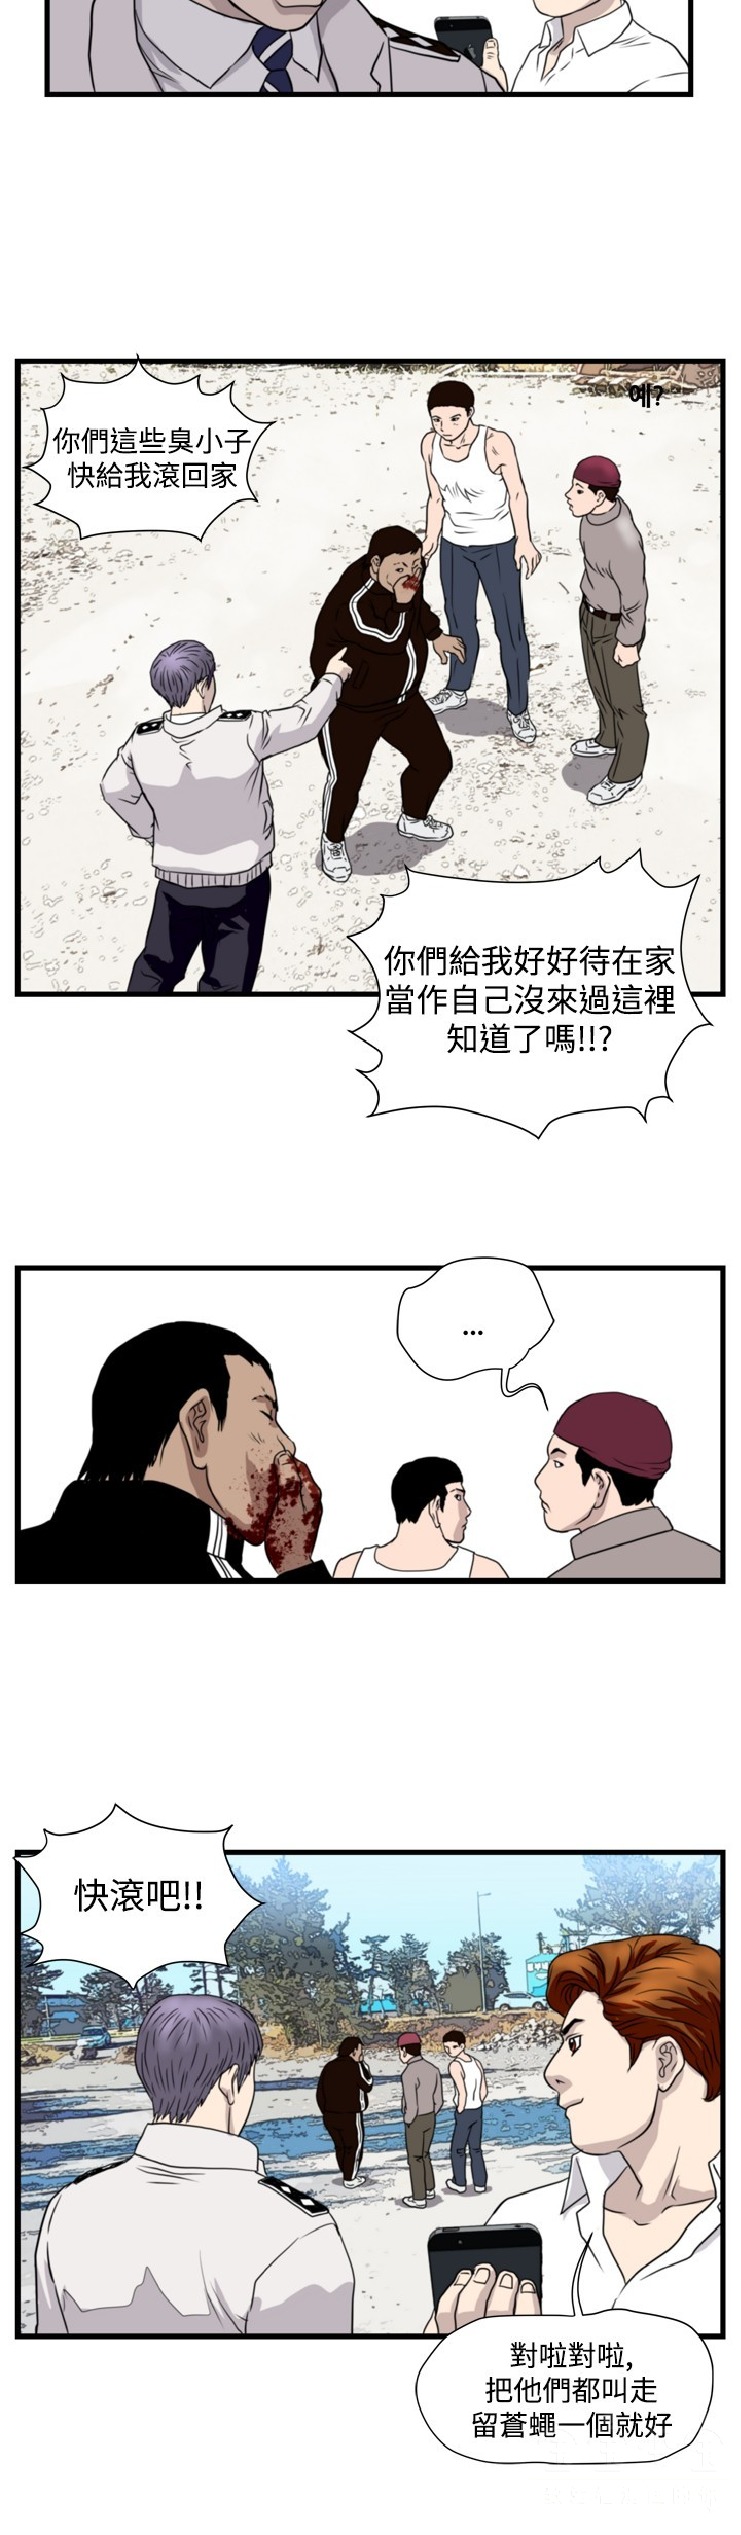 你們這些臭小子
快給我滾回家
예?
你們給我好好待在家
當作自己沒來過這裡
知道了嗎!!?
...
快滾吧!!
對啦對啦,
把他們都叫走
留蒼蠅一個就好